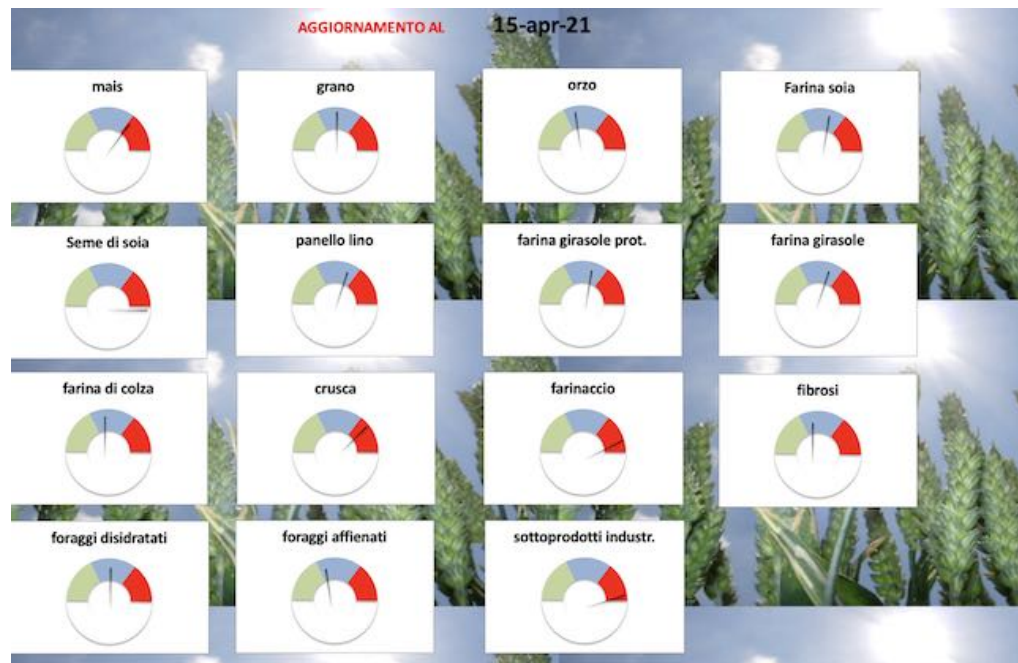 AGGIORNAMENTO AL 15-apr-21
mais
grano
orzo
Farina soia
Seme di soia
panello lino
farina girasole prot.
farina girasole
farina di colza
crusca
farinaccio
fibrosi
foraggi disidratati
foraggi affienati
sottoprodotti industr.